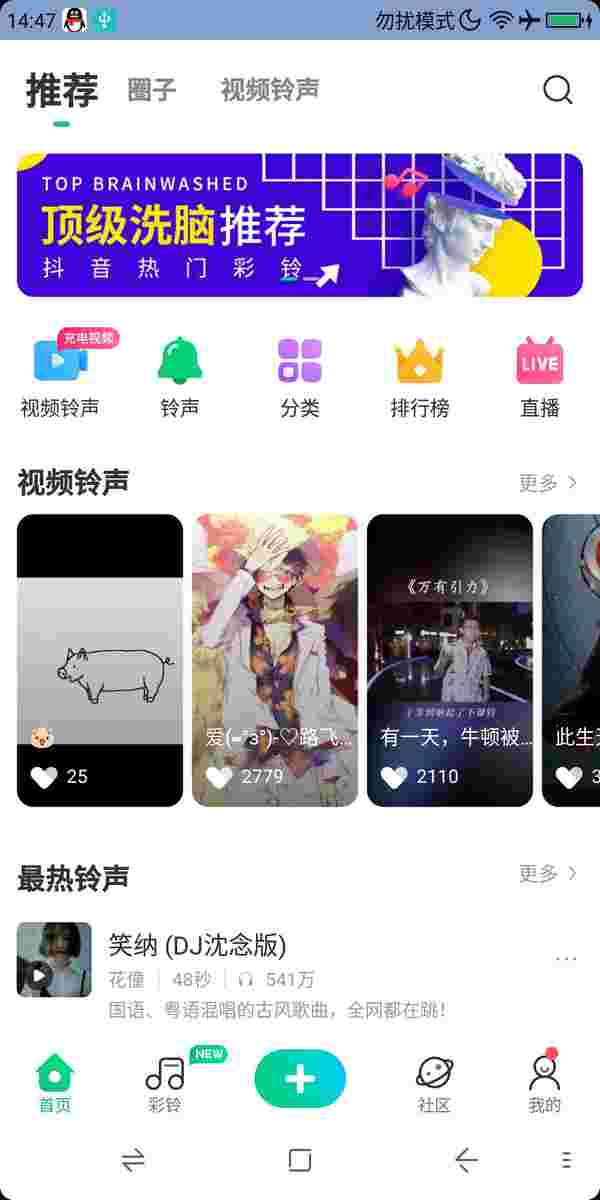 14:47
勿扰模式
推荐 圈子 视频铃声
TOP BRAINWASHED
顶级洗脑推荐
抖音热门彩铃
充电视频
LIVE
视频铃声 铃声 分类 排行榜 直播
视频铃声 更多
《万有引力》
爱(=°з°)-♡路飞... 有一天，牛顿被... 此生
25 2779 2110 3
最热铃声 更多
笑纳 (DJ沈念版)
花僮 48秒 541万
国语、粤语混唱的古风歌曲，全网都在跳！
NEW
首页 彩铃 社区 我的